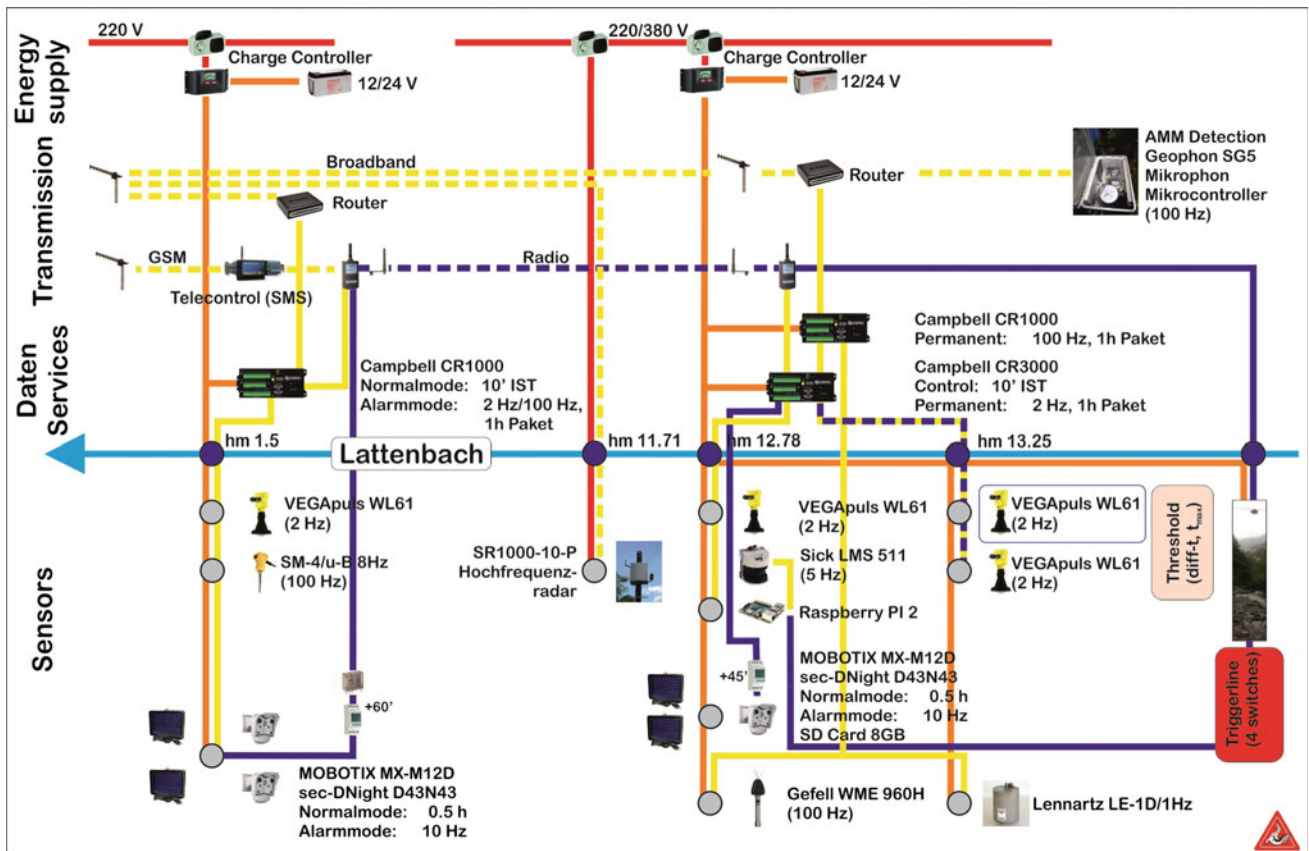 Energy
supply
220 V
Charge Controller
12/24 V
220/380 V
Charge Controller
12/24 V
Transmission
Broadband
Router
Router
AMM Detection
Geophon SG5
Mikrophon
Mikrocontroller
(100 Hz)
GSM
Telecontrol (SMS)
Radio
Daten
Services
Campbell CR1000
Normalmode: 10' IST
Alarmmode: 2 Hz/100 Hz,
1h Paket
Campbell CR1000
Permanent: 100 Hz, 1h Paket
Campbell CR3000
Control: 10' IST
Permanent: 2 Hz, 1h Paket
hm 1.5
Lattenbach
hm 11.71
hm 12.78
hm 13.25
Sensors
VEGApuls WL61
(2 Hz)
SM-4/u-B 8Hz
(100 Hz)
+60'
MOBOTIX MX-M12D
sec-DNight D43N43
Normalmode: 0.5 h
Alarmmode: 10 Hz
SR1000-10-P
Hochfrequenz-
radar
VEGApuls WL61
(2 Hz)
Sick LMS 511
(5 Hz)
Raspberry PI 2
+45'
MOBOTIX MX-M12D
sec-DNight D43N43
Normalmode: 0.5 h
Alarmmode: 10 Hz
SD Card 8GB
Gefell WME 960H
(100 Hz)
VEGApuls WL61
(2 Hz)
VEGApuls WL61
(2 Hz)
Lennartz LE-1D/1Hz
Threshold
(diff-t, tmax)
Triggerline
(4 switches)